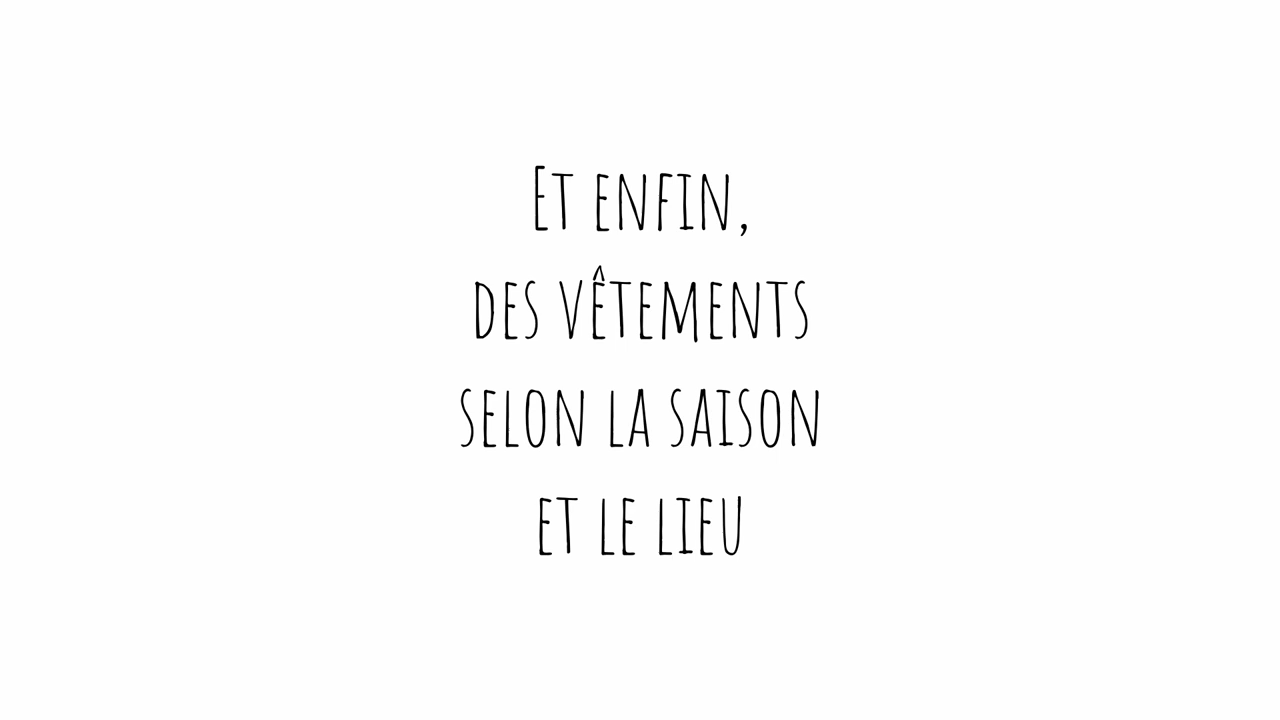 Et enfin,
des vêtements
selon la saison
et le lieu